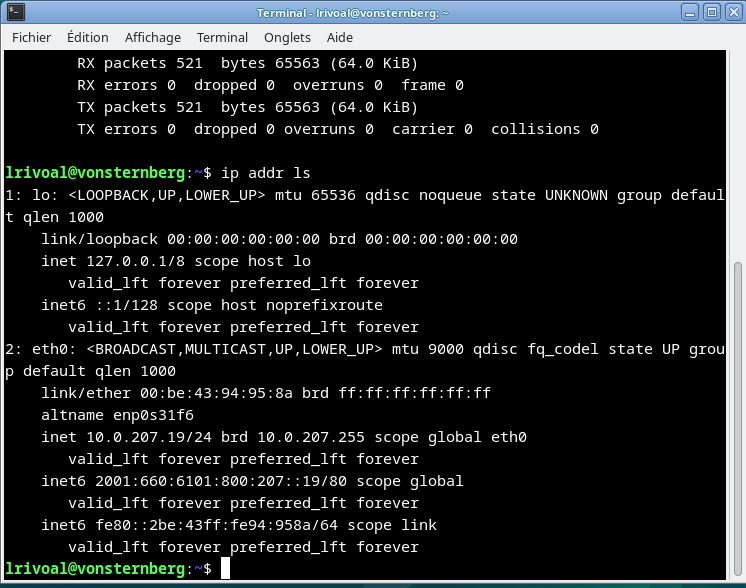 Terminal - lrivoal@vonsternberg: ~
Fichier Édition Affichage Terminal Onglets Aide
        RX packets 521  bytes 65563 (64.0 KiB)
        RX errors 0  dropped 0  overruns 0  frame 0
        TX packets 521  bytes 65563 (64.0 KiB)
        TX errors 0  dropped 0 overruns 0  carrier 0  collisions 0
lrivoal@vonsternberg:~$ ip addr ls
1: lo: <LOOPBACK,UP,LOWER_UP> mtu 65536 qdisc noqueue state UNKNOWN group defaul
t qlen 1000
    link/loopback 00:00:00:00:00:00 brd 00:00:00:00:00:00
    inet 127.0.0.1/8 scope host lo
       valid_lft forever preferred_lft forever
    inet6 ::1/128 scope host noprefixroute
       valid_lft forever preferred_lft forever
2: eth0: <BROADCAST,MULTICAST,UP,LOWER_UP> mtu 9000 qdisc fq_codel state UP grou
p default qlen 1000
    link/ether 00:be:43:94:95:8a brd ff:ff:ff:ff:ff:ff
    altname enp0s31f6
    inet 10.0.207.19/24 brd 10.0.207.255 scope global eth0
       valid_lft forever preferred_lft forever
    inet6 2001:660:6101:800:207::19/80 scope global
       valid_lft forever preferred_lft forever
    inet6 fe80::2be:43ff:fe94:958a/64 scope link
       valid_lft forever preferred_lft forever
lrivoal@vonsternberg:~$